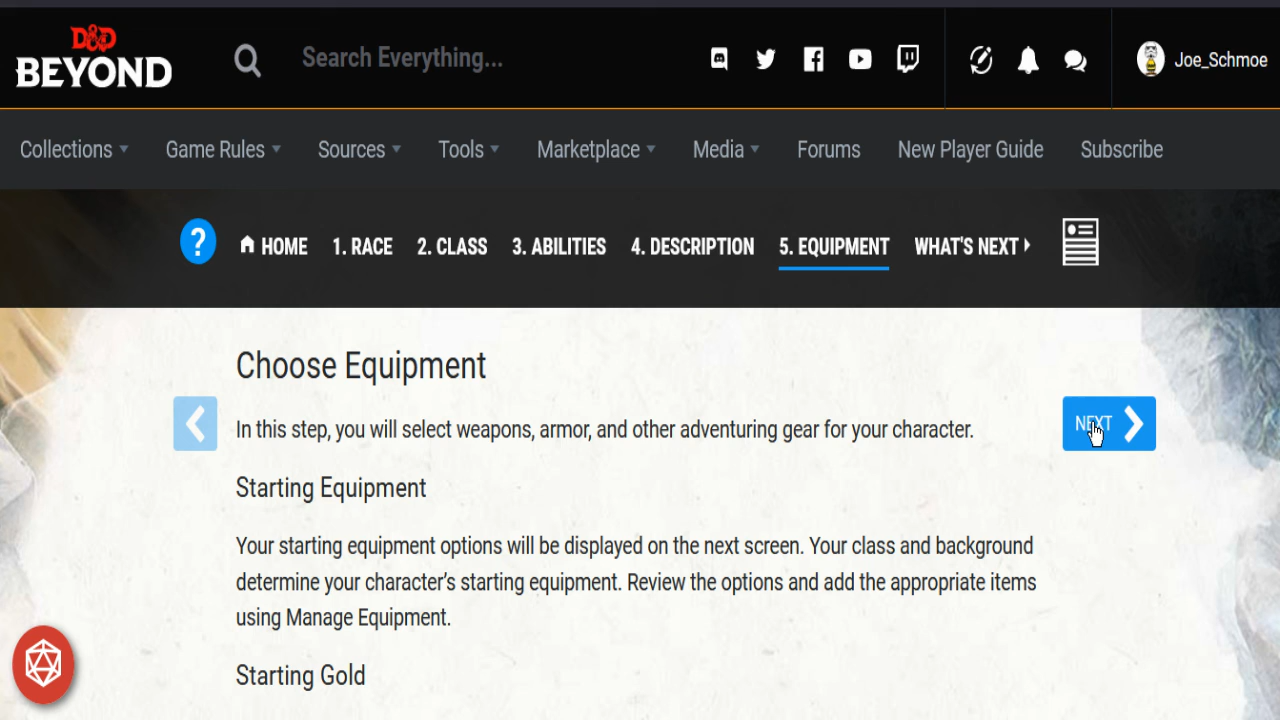 D&D
BEYOND
Search Everything...
Joe_Schmoe
Collections Game Rules Sources Tools Marketplace Media Forums New Player Guide Subscribe
? HOME 1. RACE 2. CLASS 3. ABILITIES 4. DESCRIPTION 5. EQUIPMENT WHAT'S NEXT
Choose Equipment
In this step, you will select weapons, armor, and other adventuring gear for your character.
NEXT
Starting Equipment
Your starting equipment options will be displayed on the next screen. Your class and background
determine your character's starting equipment. Review the options and add the appropriate items
using Manage Equipment.
Starting Gold